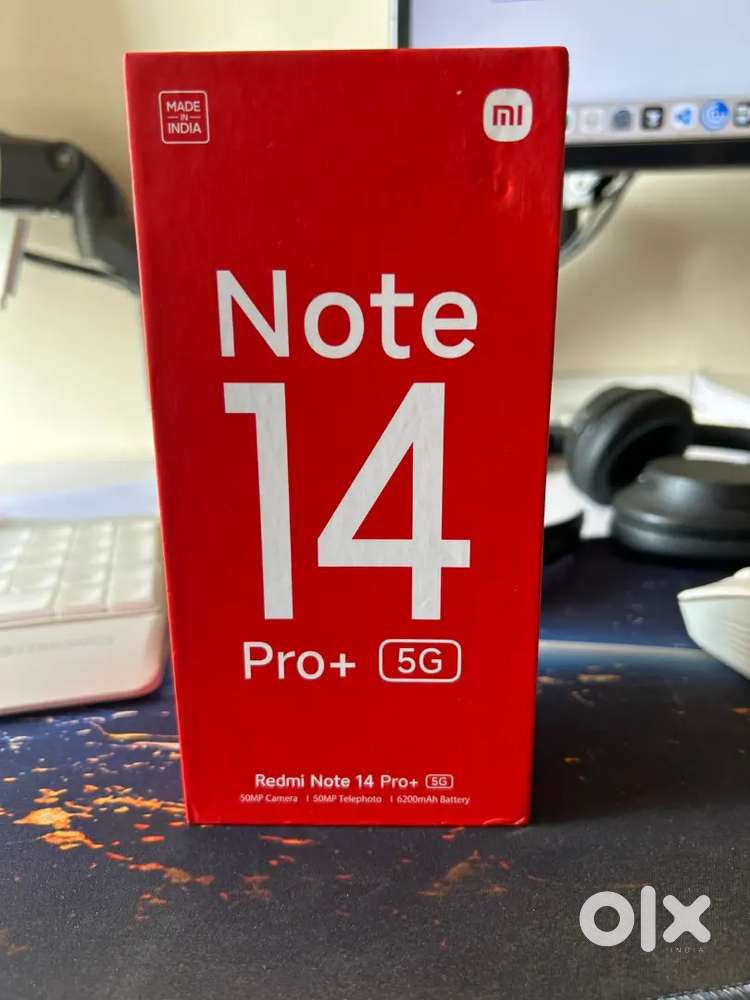 MADE
IN
INDIA
mi
Note
14
Pro+ 5G
Redmi Note 14 Pro+ 5G
50MP Camera | 50MP Telephoto | 6200mAh Battery
olx
INDIA